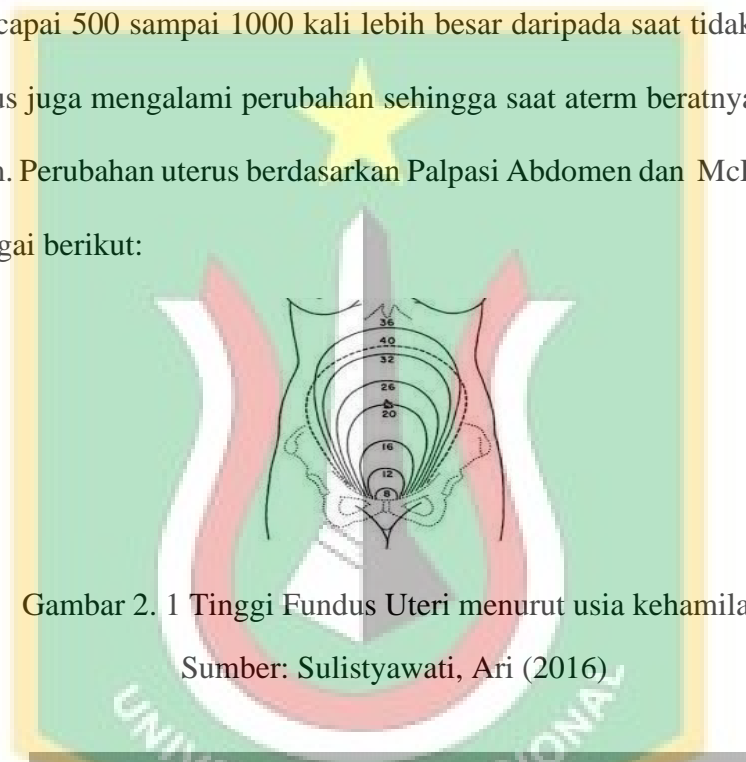 capai 500 sampai 1000 kali lebih besar daripada saat tidak
us juga mengalami perubahan sehingga saat aterm beratnya
n. Perubahan uterus berdasarkan Palpasi Abdomen dan McI
gai berikut:
36
40
32
26
20
16
12
8
Gambar 2. 1 Tinggi Fundus Uteri menurut usia kehamila
Sumber: Sulistyawati, Ari (2016)